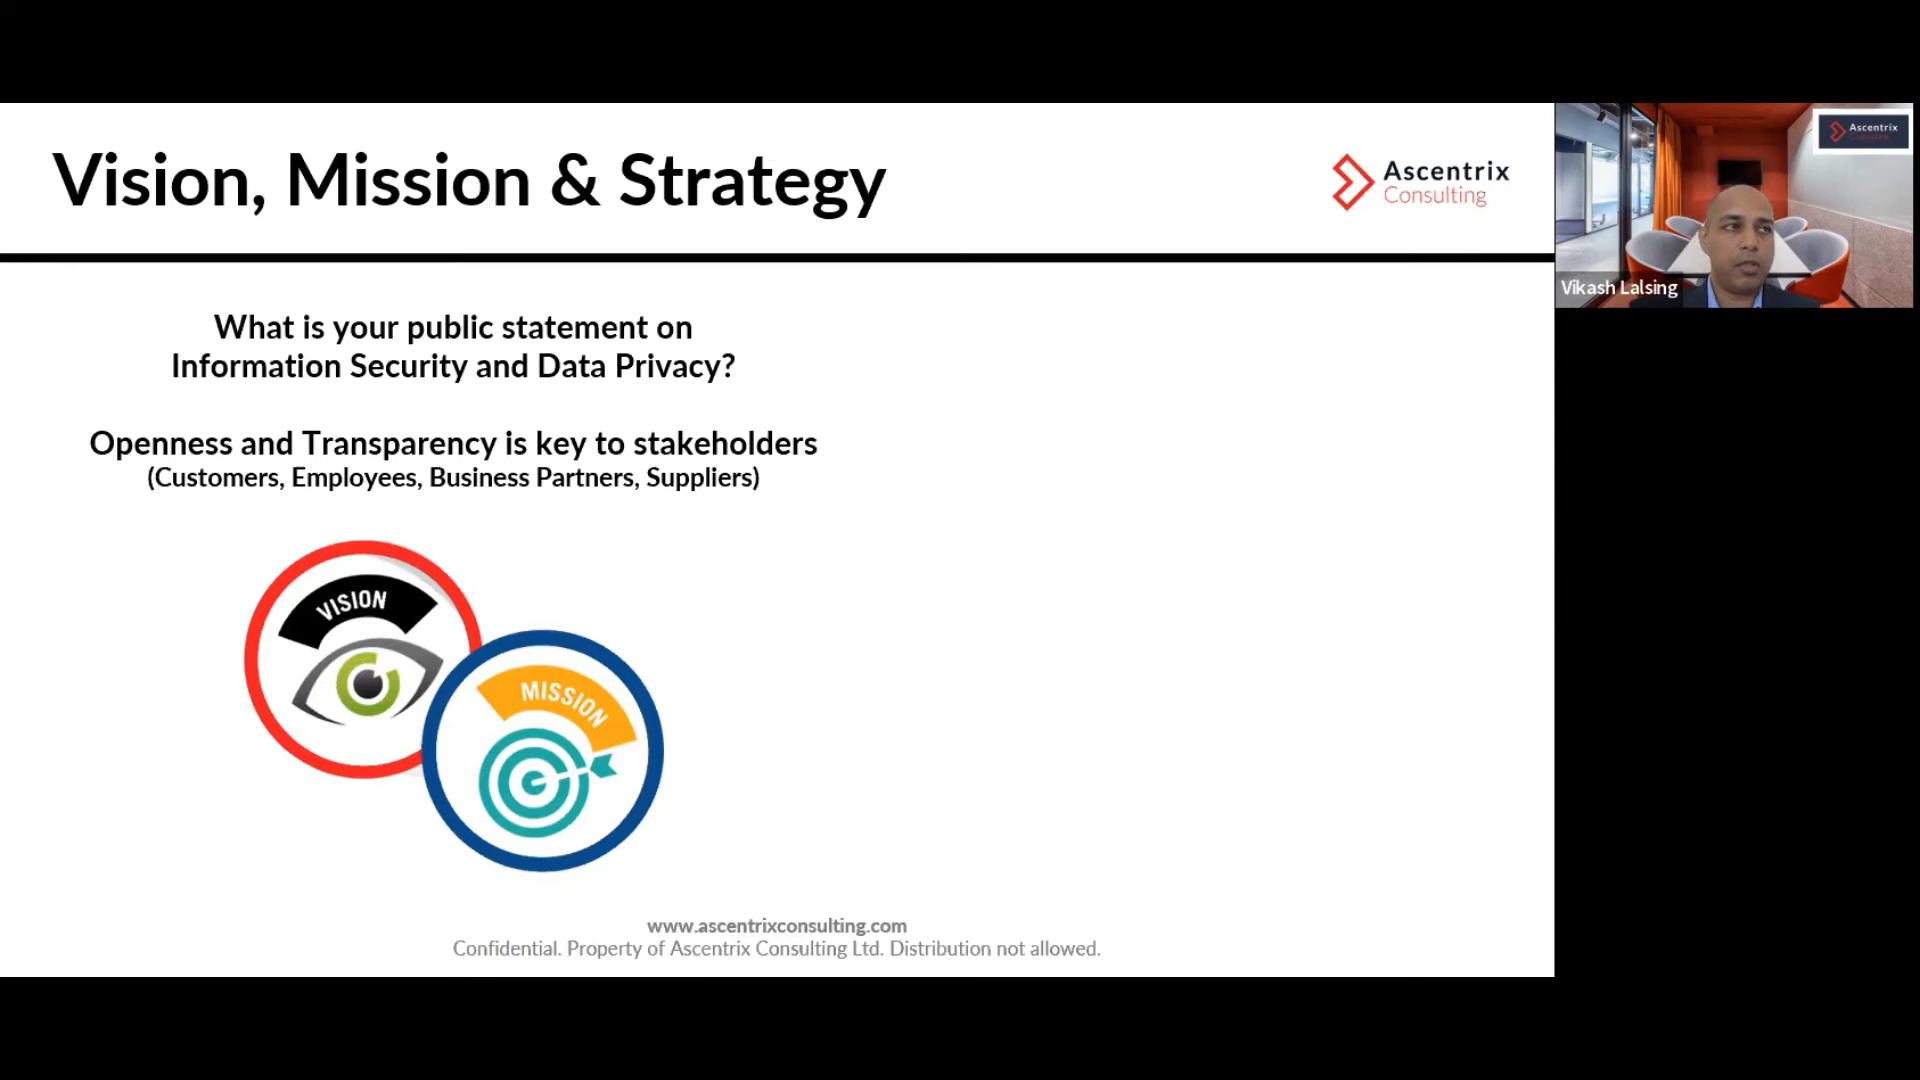 Vision, Mission & Strategy
Ascentrix
Consulting
Ascentrix
Consulting
Vikash Lalsing
What is your public statement on
Information Security and Data Privacy?
Openness and Transparency is key to stakeholders
(Customers, Employees, Business Partners, Suppliers)
VISION
MISSION
www.ascentrixconsulting.com
Confidential. Property of Ascentrix Consulting Ltd. Distribution not allowed.